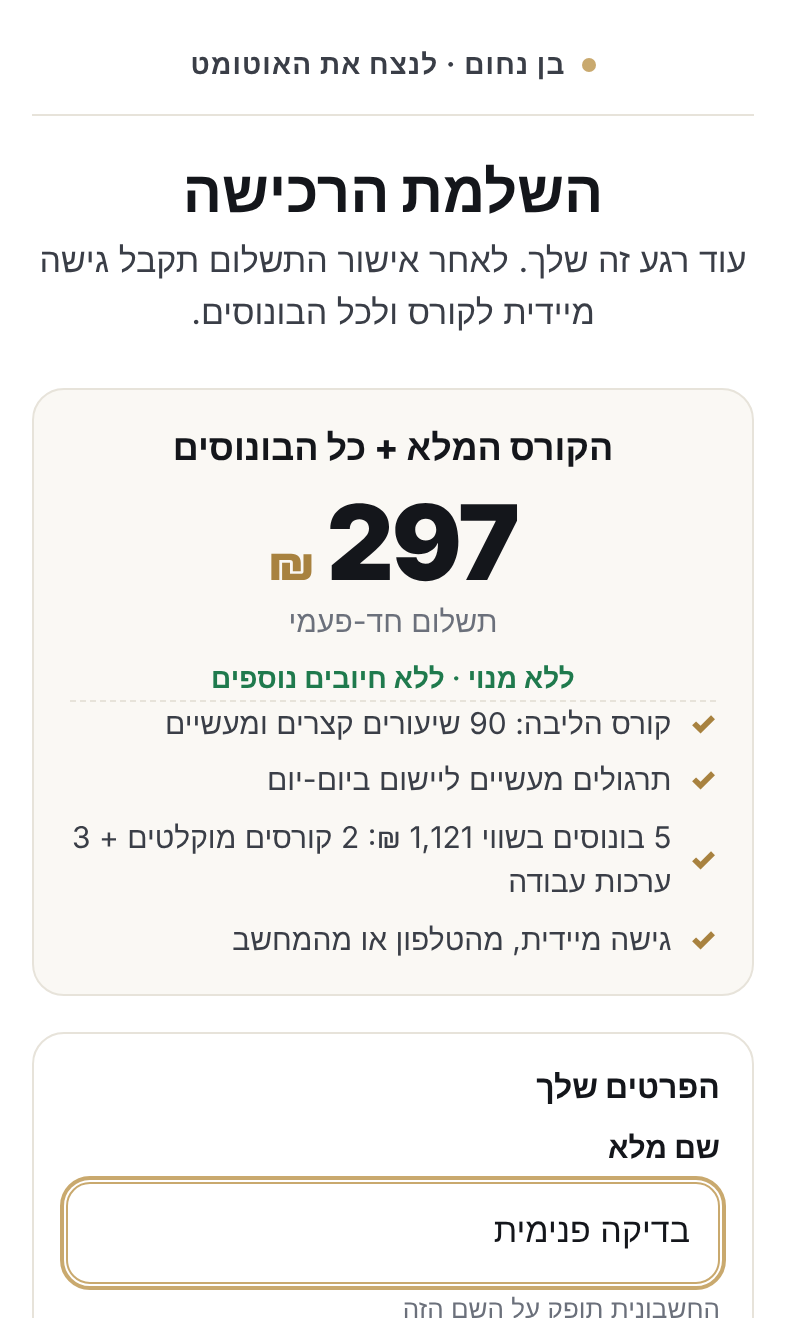 בן נחום · לנצח את האוטומט
השלמת הרכישה
עוד רגע זה שלך. לאחר אישור התשלום תקבל גישה
מיידית לקורס ולכל הבונוסים.
הקורס המלא + כל הבונוסים
297 ₪
תשלום חד-פעמי
ללא מנוי · ללא חיובים נוספים
קורס הליבה: 90 שיעורים קצרים ומעשיים
תרגולים מעשיים ליישום ביום-יום
5 בונוסים בשווי 1,121 ₪: 2 קורסים מוקלטים + 3
ערכות עבודה
גישה מיידית, מהטלפון או מהמחשב
הפרטים שלך
שם מלא
בדיקה פנימית
החשבונית תופק על השם הזה